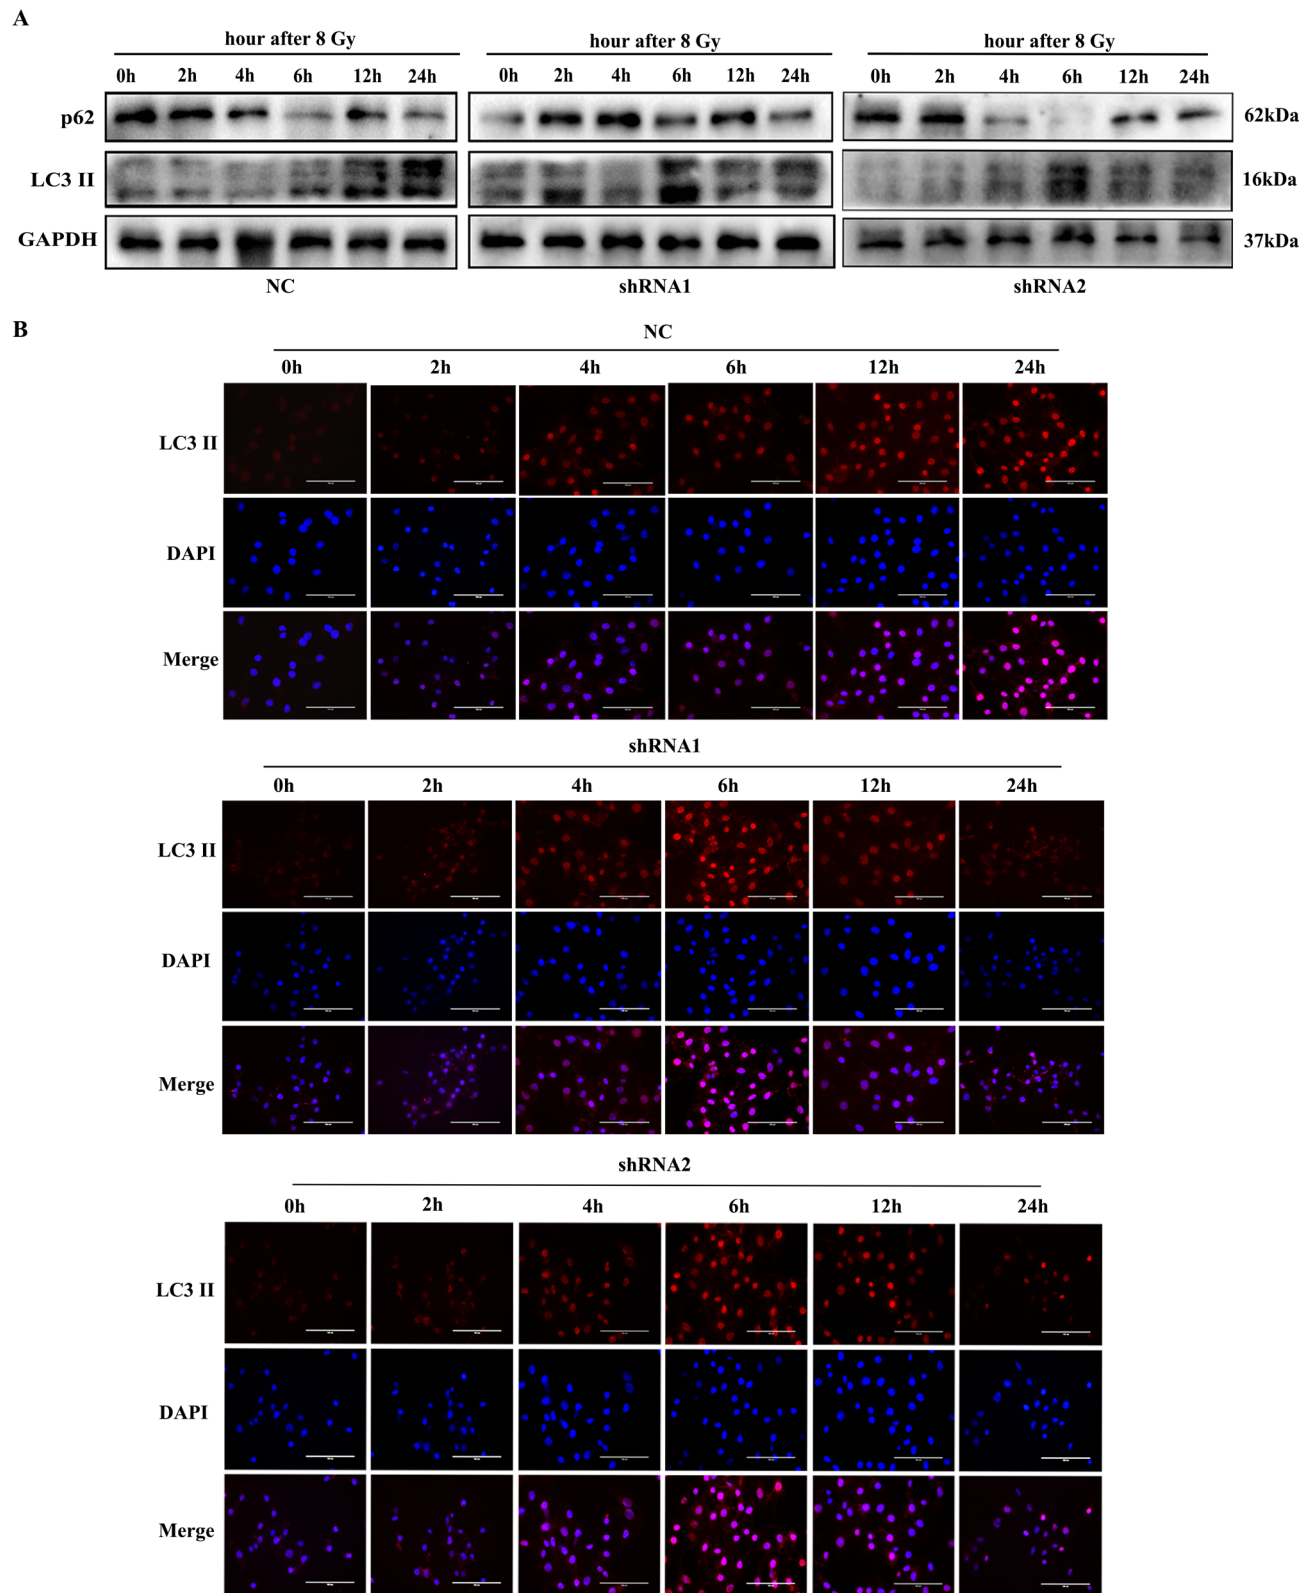 A
hour after 8 Gy hour after 8 Gy hour after 8 Gy
0h 2h 4h 6h 12h 24h 0h 2h 4h 6h 12h 24h 0h 2h 4h 6h 12h 24h
p62 62kDa
LC3 II 16kDa
GAPDH 37kDa
NC shRNA1 shRNA2
B
NC
0h 2h 4h 6h 12h 24h
LC3 II
DAPI
Merge
shRNA1
0h 2h 4h 6h 12h 24h
LC3 II
DAPI
Merge
shRNA2
0h 2h 4h 6h 12h 24h
LC3 II
DAPI
Merge